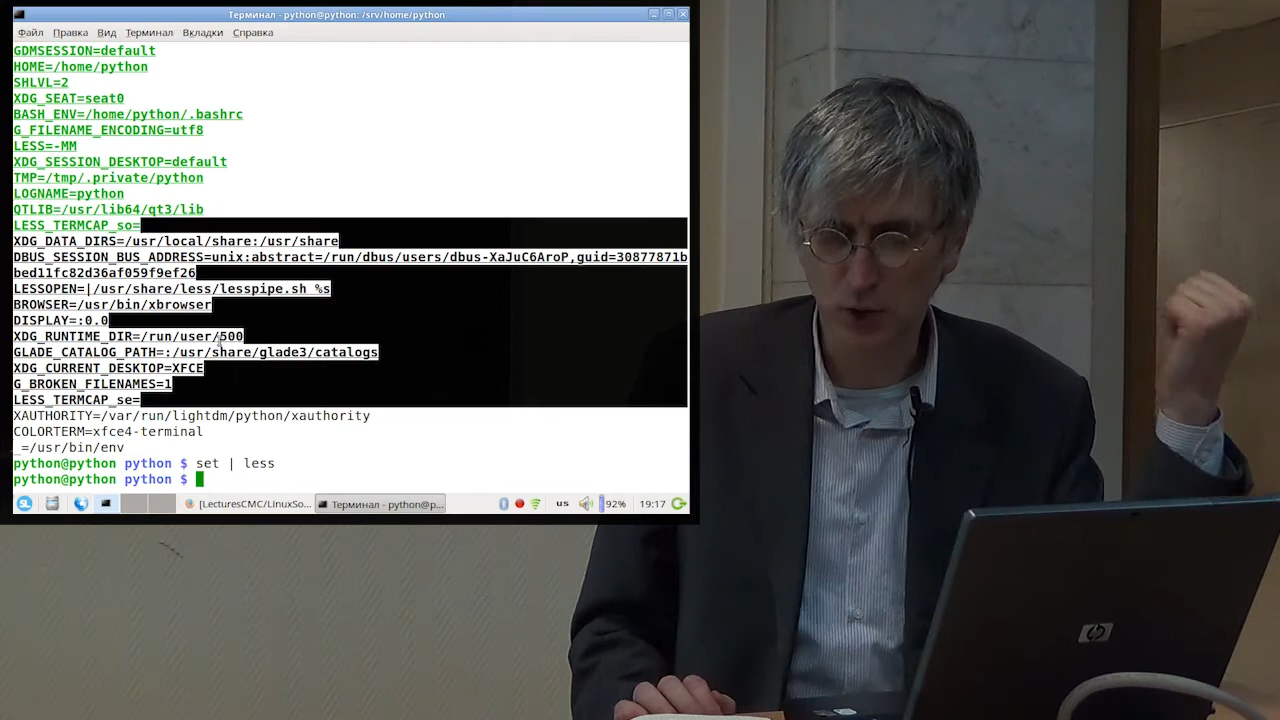 Терминал - python@python: /srv/home/python
Файл Правка Вид Терминал Вкладки Справка
GDMSESSION=default
HOME=/home/python
SHLVL=2
XDG_SEAT=seat0
BASH_ENV=/home/python/.bashrc
G_FILENAME_ENCODING=utf8
LESS=-MM
XDG_SESSION_DESKTOP=default
TMP=/tmp/.private/python
LOGNAME=python
QTLIB=/usr/lib64/qt3/lib
LESS_TERMCAP_so=
XDG_DATA_DIRS=/usr/local/share:/usr/share
DBUS_SESSION_BUS_ADDRESS=unix:abstract=/run/dbus/users/dbus-XaJuC6AroP,guid=30877871b
bed11fc82d36af059f9ef26
LESSOPEN=|/usr/share/less/lesspipe.sh %s
BROWSER=/usr/bin/xbrowser
DISPLAY=:0.0
XDG_RUNTIME_DIR=/run/user/500
GLADE_CATALOG_PATH=:/usr/share/glade3/catalogs
XDG_CURRENT_DESKTOP=XFCE
G_BROKEN_FILENAMES=1
LESS_TERMCAP_se=
XAUTHORITY=/var/run/lightdm/python/xauthority
COLORTERM=xfce4-terminal
_=/usr/bin/env
python@python python $ set | less
python@python python $
[LecturesCMC/LinuxSo... Терминал - python@p... us 92% 19:17
hp